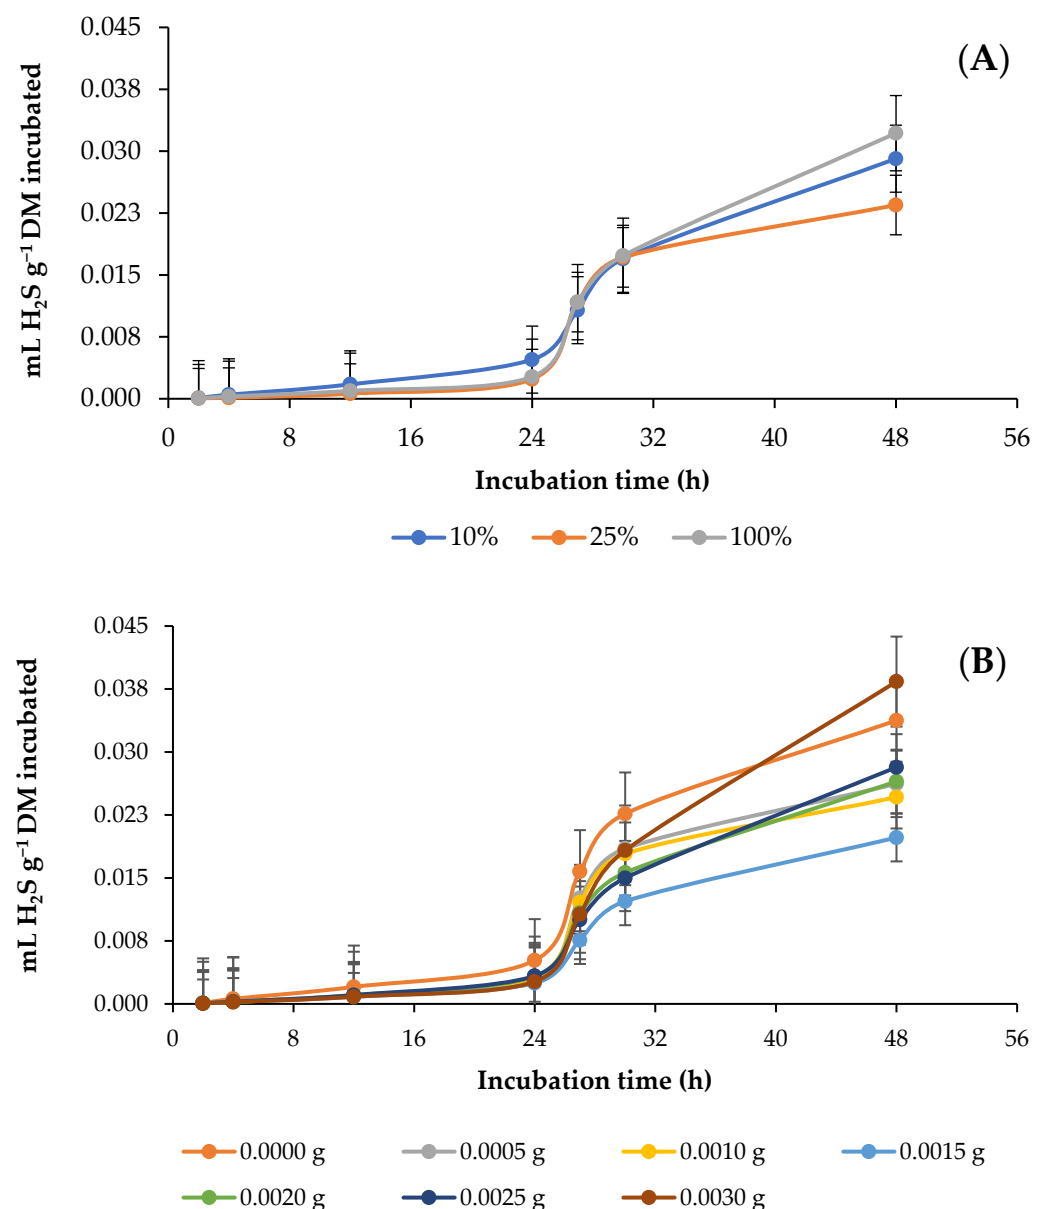 (A)
mL H₂S g⁻¹ DM incubated
0.045
0.038
0.030
0.023
0.015
0.008
0.000
0 8 16 24 32 40 48 56
Incubation time (h)
10% 25% 100%
(B)
mL H₂S g⁻¹ DM incubated
0.045
0.038
0.030
0.023
0.015
0.008
0.000
0 8 16 24 32 40 48 56
Incubation time (h)
0.0000 g 0.0005 g 0.0010 g 0.0015 g
0.0020 g 0.0025 g 0.0030 g